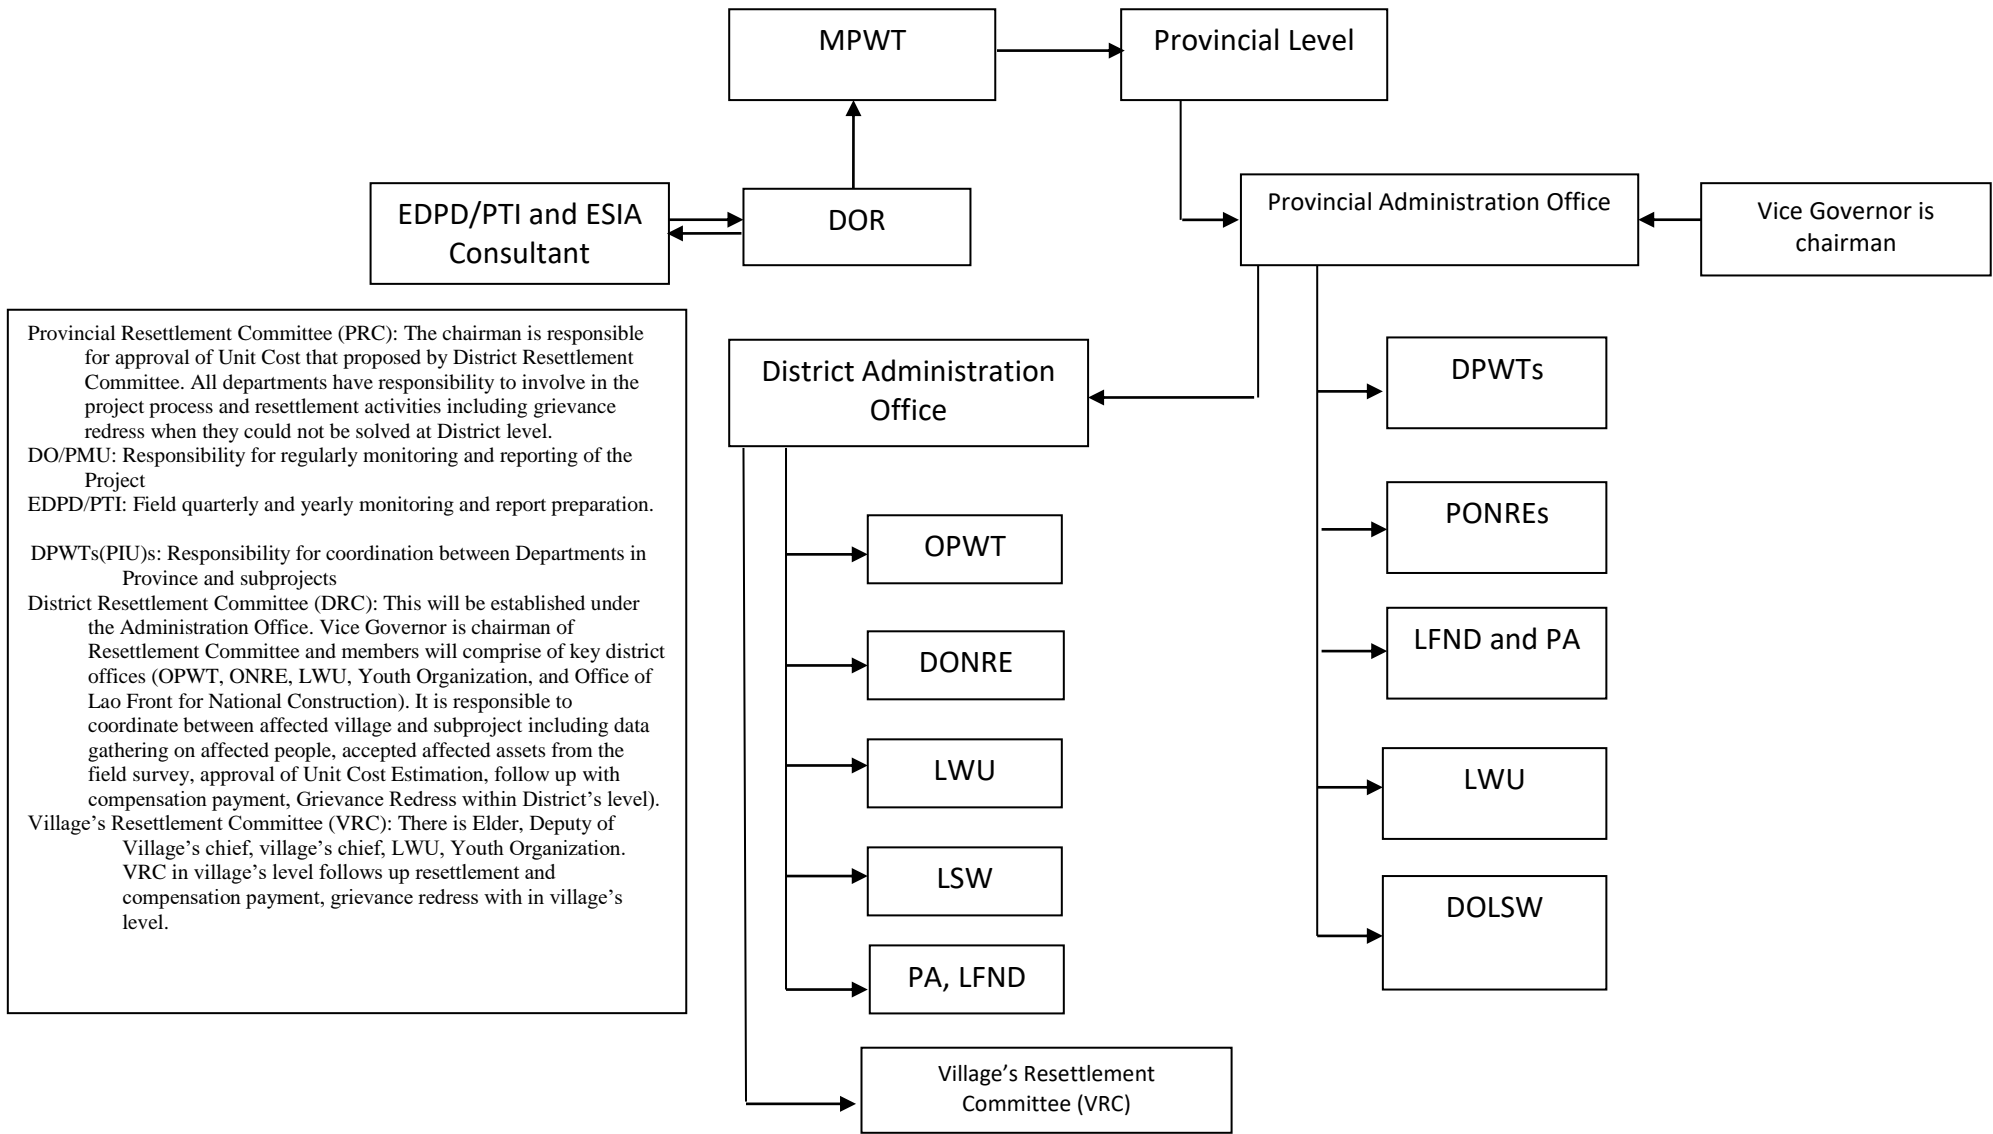 MPWT
Provincial Level
EDPD/PTI and ESIA
Consultant
DOR
Provincial Administration Office
Vice Governor is
chairman
Provincial Resettlement Committee (PRC): The chairman is responsible
for approval of Unit Cost that proposed by District Resettlement
Committee. All departments have responsibility to involve in the
project process and resettlement activities including grievance
redress when they could not be solved at District level.
DO/PMU: Responsibility for regularly monitoring and reporting of the
Project
EDPD/PTI: Field quarterly and yearly monitoring and report preparation.
DPWTs(PIU)s: Responsibility for coordination between Departments in
Province and subprojects
District Resettlement Committee (DRC): This will be established under
the Administration Office. Vice Governor is chairman of
Resettlement Committee and members will comprise of key district
offices (OPWT, ONRE, LWU, Youth Organization, and Office of
Lao Front for National Construction). It is responsible to
coordinate between affected village and subproject including data
gathering on affected people, accepted affected assets from the
field survey, approval of Unit Cost Estimation, follow up with
compensation payment, Grievance Redress within District’s level).
Village’s Resettlement Committee (VRC): There is Elder, Deputy of
Village’s chief, village’s chief, LWU, Youth Organization.
VRC in village’s level follows up resettlement and
compensation payment, grievance redress with in village’s
level.
District Administration
Office
OPWT
DONRE
LWU
LSW
PA, LFND
Village’s Resettlement
Committee (VRC)
DPWTs
PONREs
LFND and PA
LWU
DOLSW